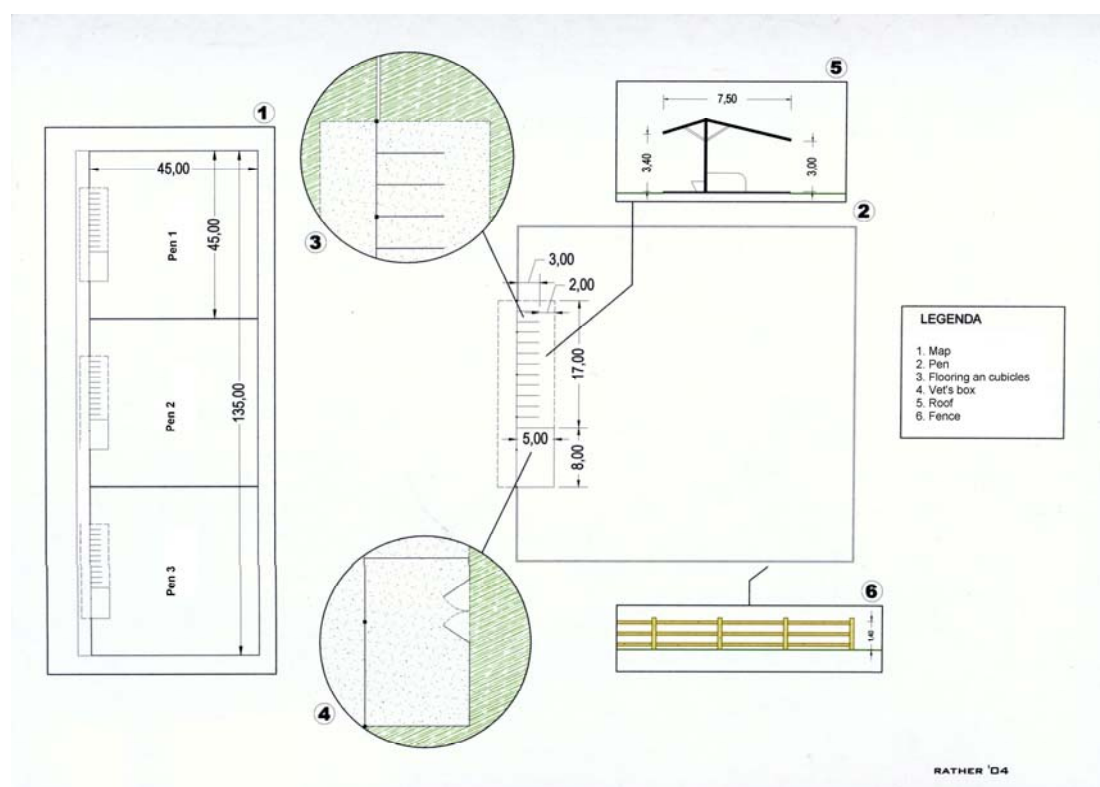 1
45,00
45,00
Pen 1
135,00
Pen 2
Pen 3
3
5
7,50
3,40
3,00
2
3,00
2,00
17,00
5,00
8,00
LEGENDA
1. Map
2. Pen
3. Flooring an cubicles
4. Vet's box
5. Roof
6. Fence
4
6
1,40
RATHER '04